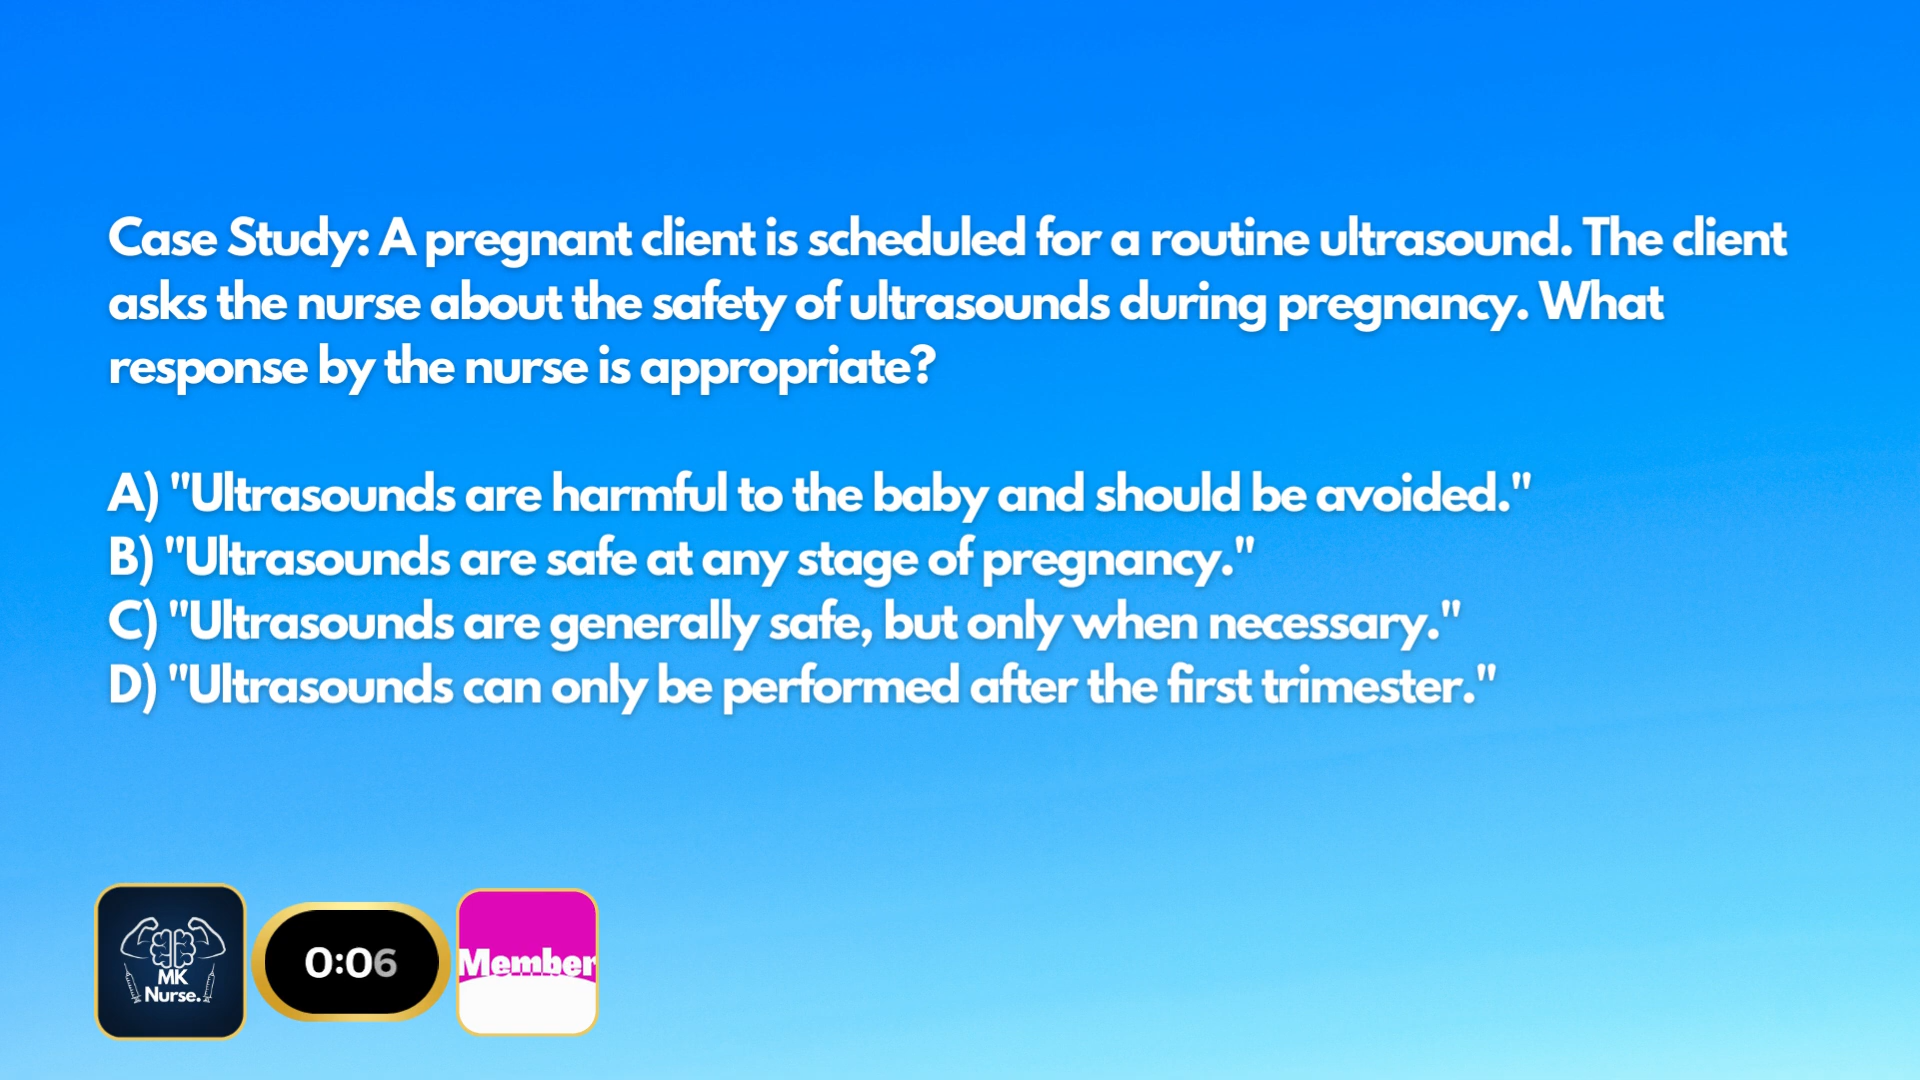 Case Study: A pregnant client is scheduled for a routine ultrasound. The client
asks the nurse about the safety of ultrasounds during pregnancy. What
response by the nurse is appropriate?
A) "Ultrasounds are harmful to the baby and should be avoided."
B) "Ultrasounds are safe at any stage of pregnancy."
C) "Ultrasounds are generally safe, but only when necessary."
D) "Ultrasounds can only be performed after the first trimester."
MK
Nurse.
0:06
Member